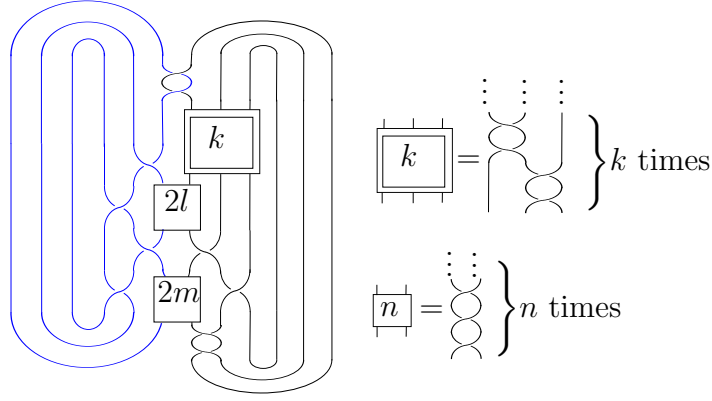 k
2l
2m
k = k times
n = n times